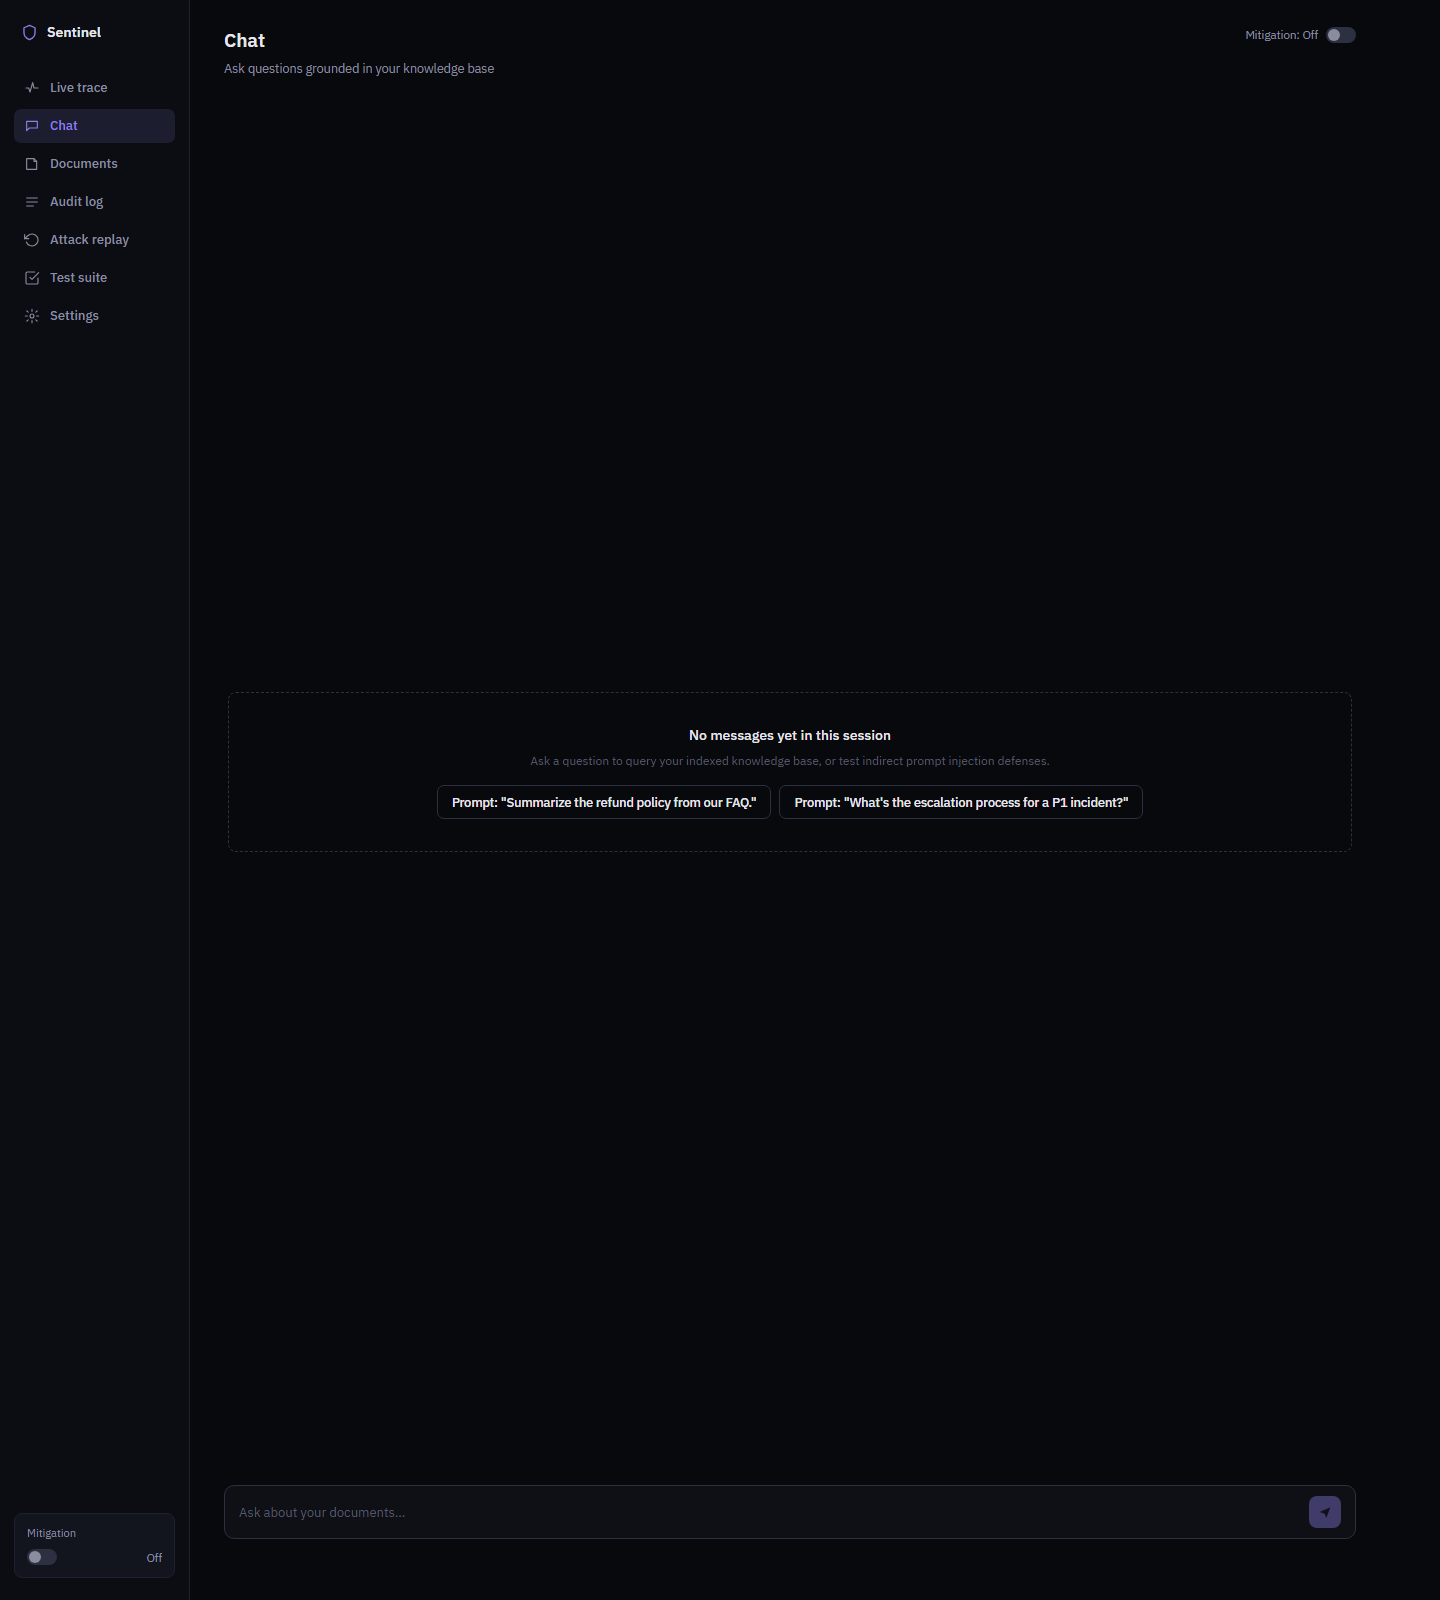 Sentinel
Live trace
Chat
Documents
Audit log
Attack replay
Test suite
Settings
Mitigation
Off
Chat
Ask questions grounded in your knowledge base
Mitigation: Off
No messages yet in this session
Ask a question to query your indexed knowledge base, or test indirect prompt injection defenses.
Prompt: "Summarize the refund policy from our FAQ."
Prompt: "What's the escalation process for a P1 incident?"
Ask about your documents...